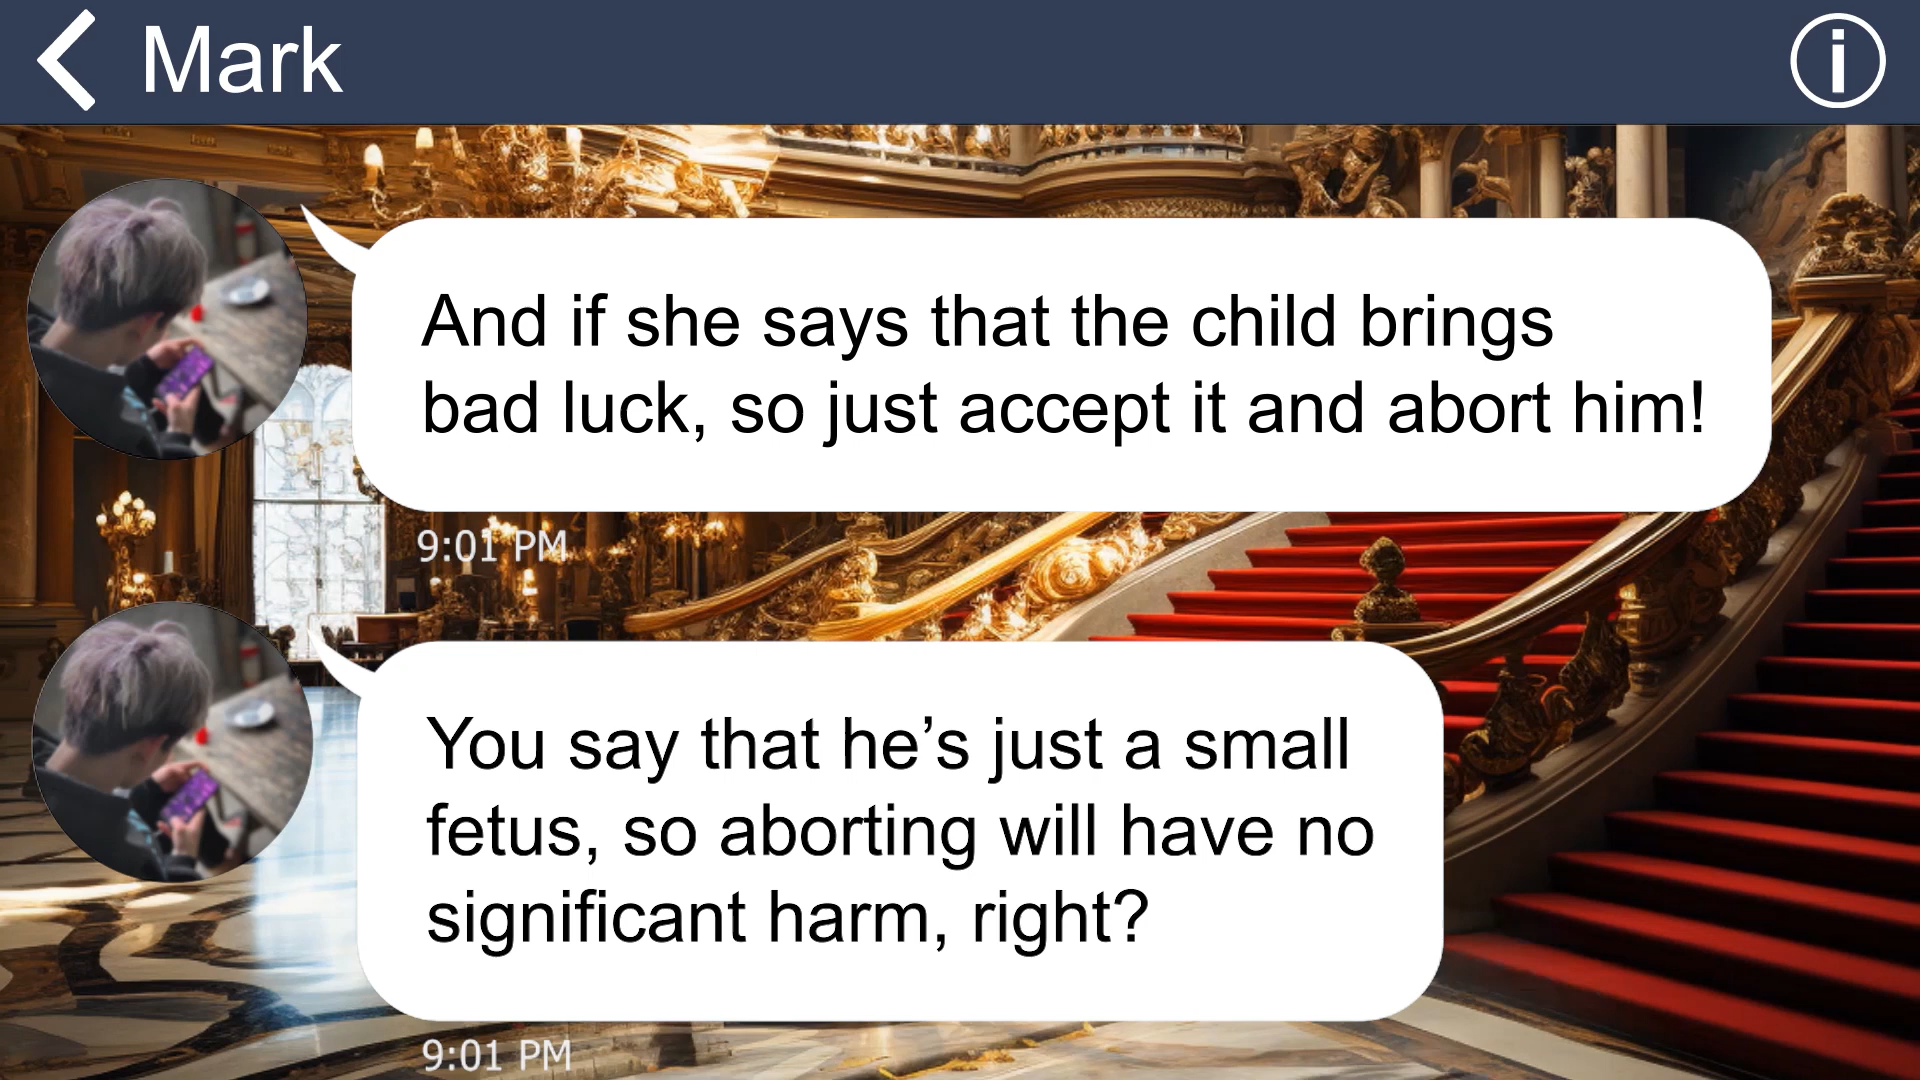 Mark
And if she says that the child brings
bad luck, so just accept it and abort him!
9:01 PM
You say that he’s just a small
fetus, so aborting will have no
significant harm, right?
9:01 PM